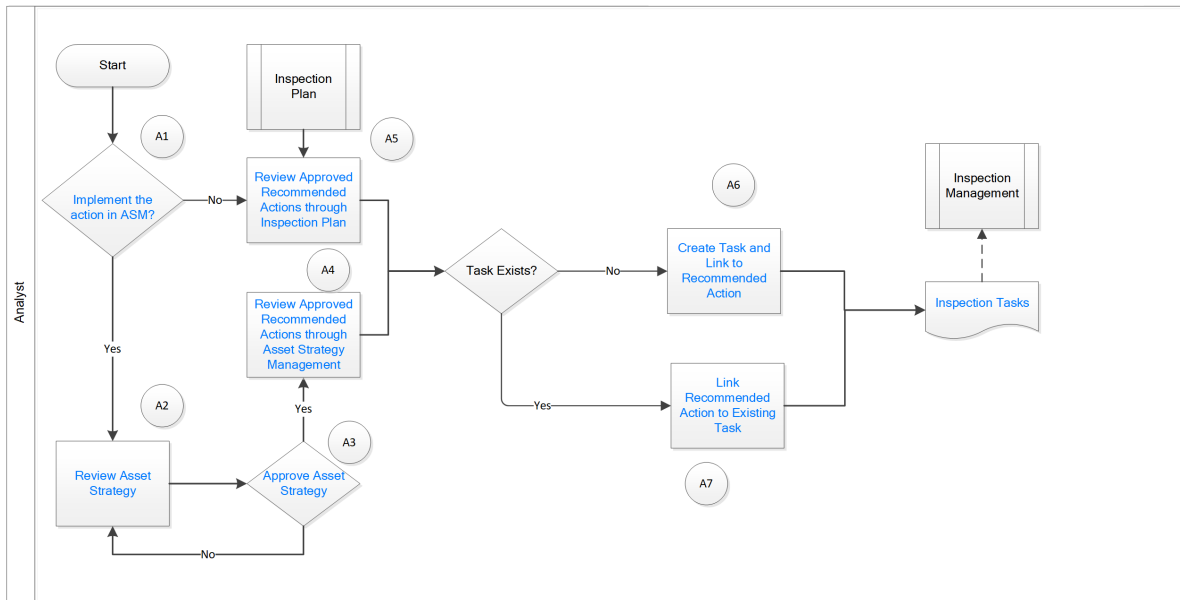 Analyst
Start
Inspection
Plan
A1
A5
Implement the
action in ASM?
No
Review Approved
Recommended
Actions through
Inspection Plan
A4
Review Approved
Recommended
Actions through
Asset Strategy
Management
Yes
A2
Yes
A3
Review Asset
Strategy
Approve Asset
Strategy
No
Task Exists?
No
Yes
A6
Create Task and
Link to
Recommended
Action
Link
Recommended
Action to Existing
Task
A7
Inspection
Management
Inspection Tasks